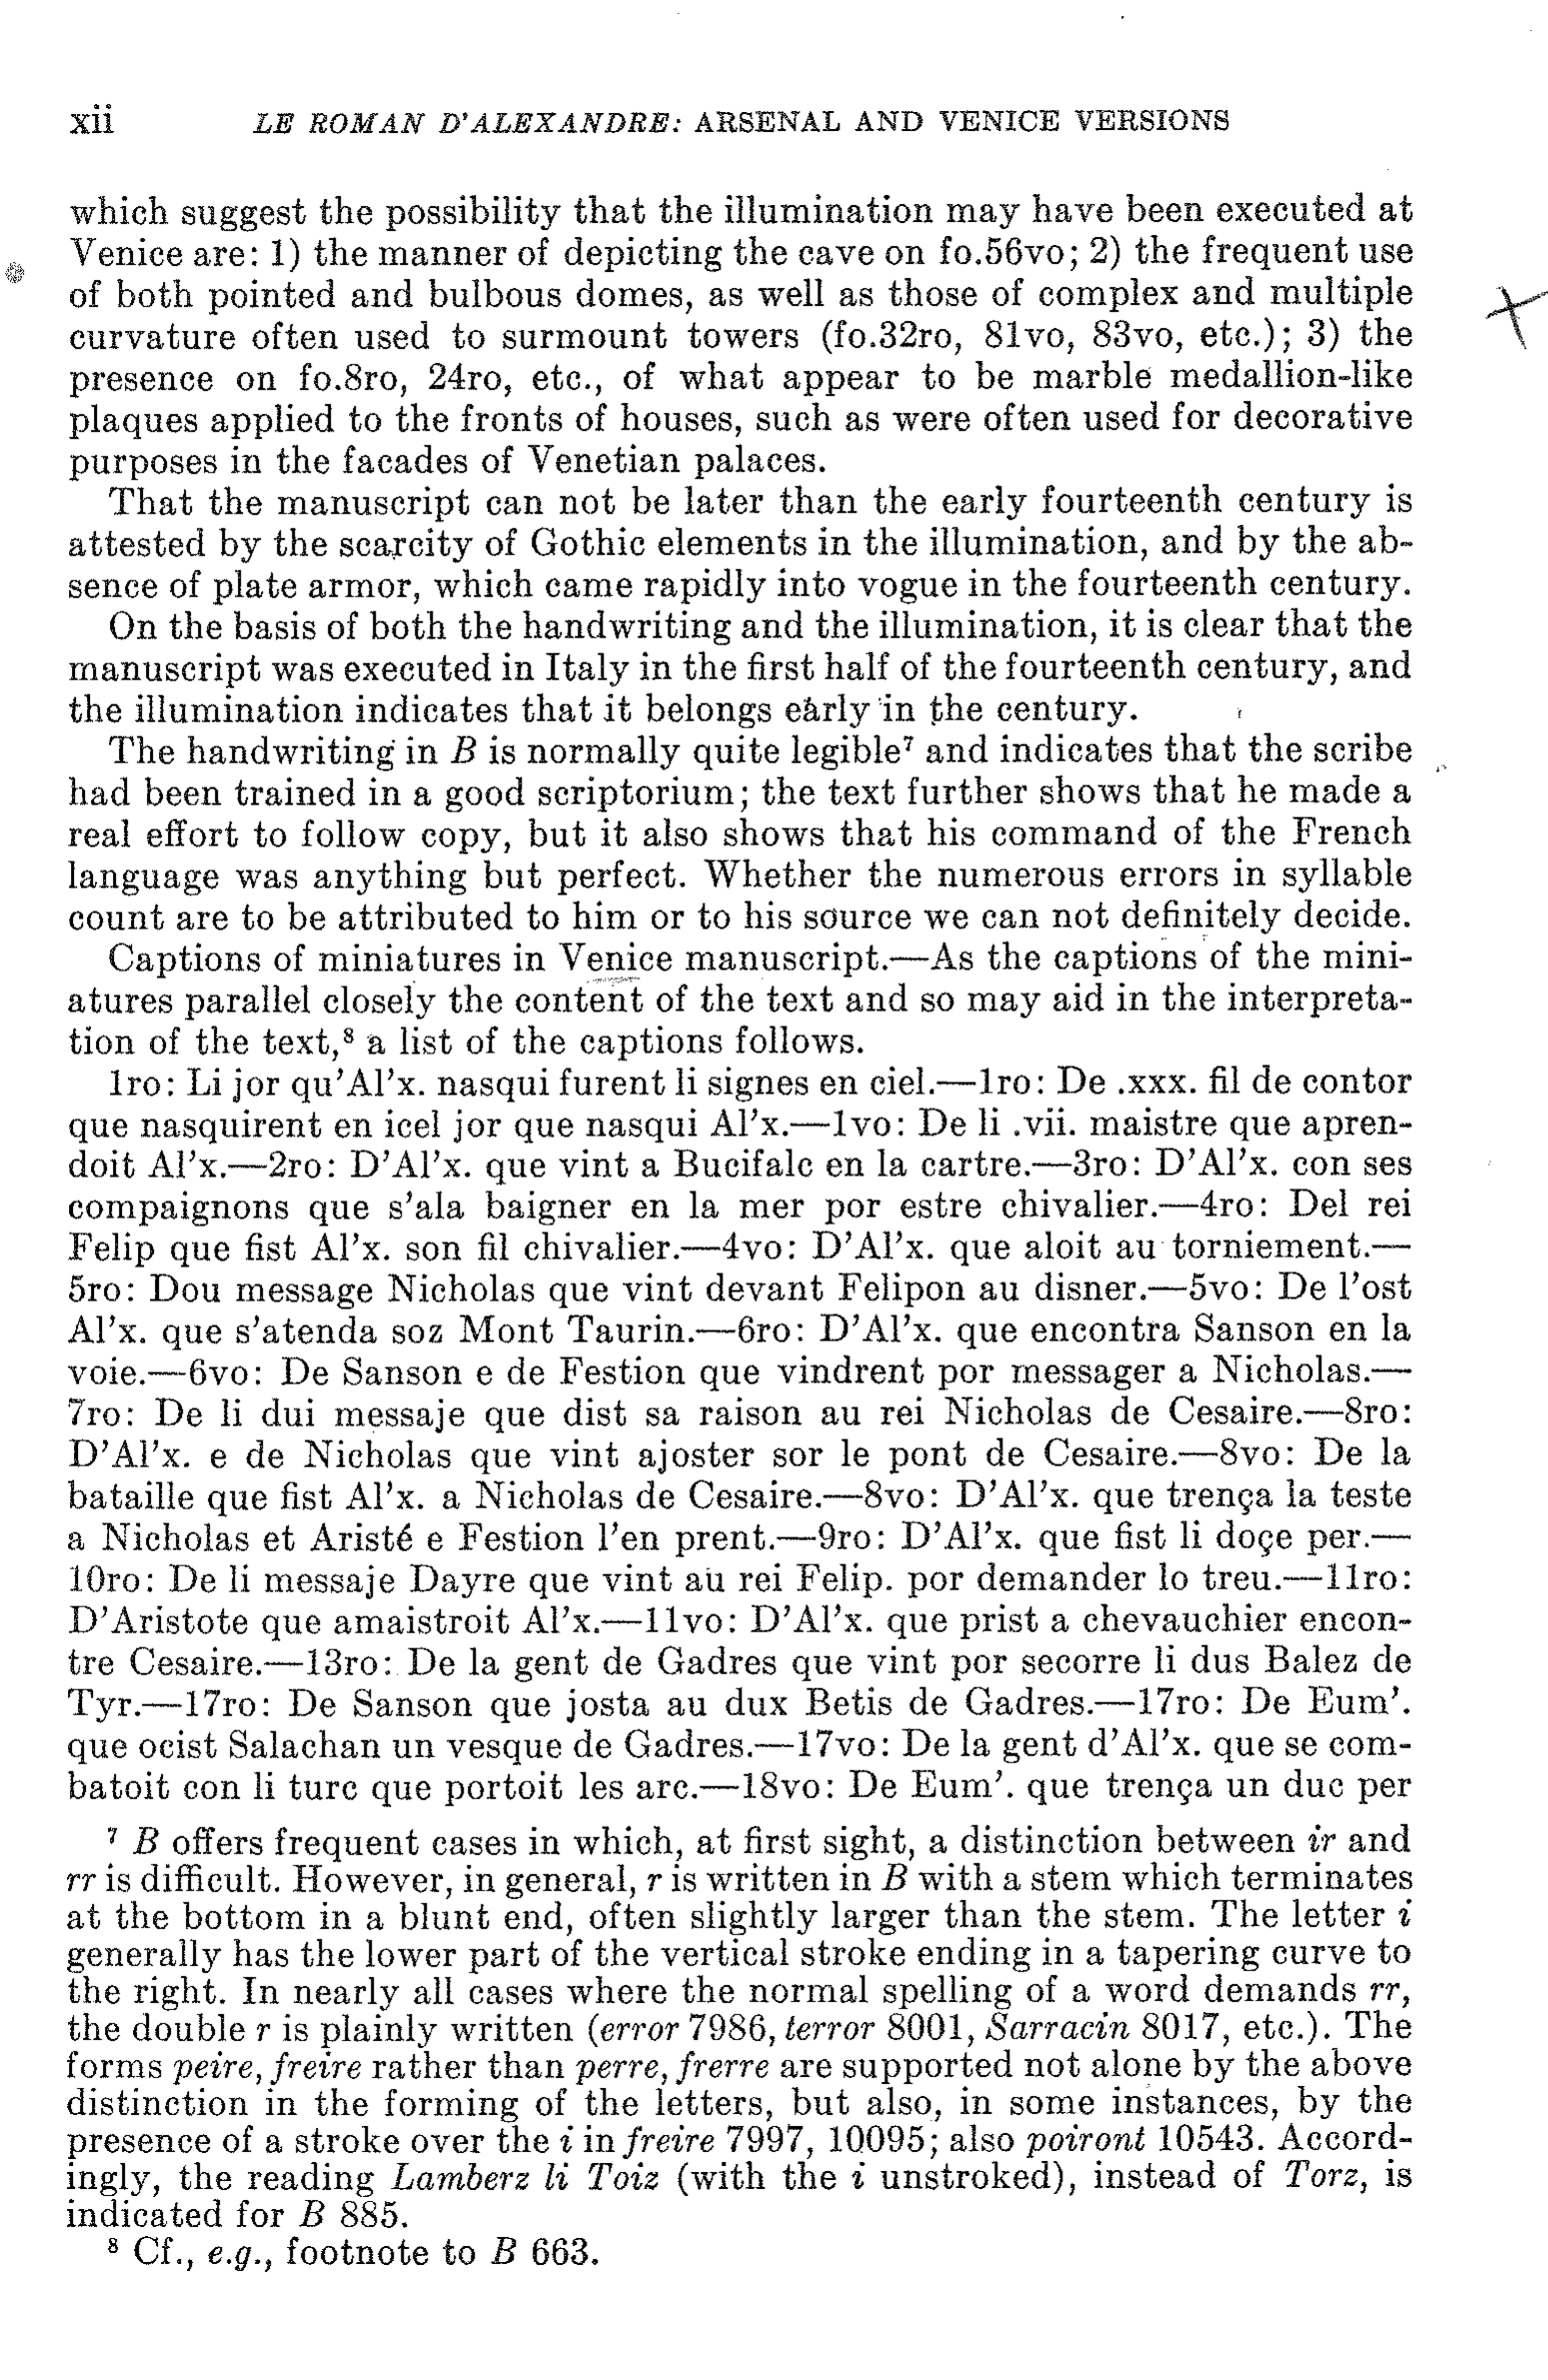 xii LE ROMAN D'ALEXANDRE: ARSENAL AND VENICE VERSIONS
which suggest the possibility that the illumination may have been executed at
Venice are: 1) the manner of depicting the cave on fo.56vo; 2) the frequent use
of both pointed and bulbous domes, as well as those of complex and multiple
curvature often used to surmount towers (fo.32ro, 81vo, 83vo, etc.); 3) the
presence on fo.8ro, 24ro, etc., of what appear to be marble medallion-like
plaques applied to the fronts of houses, such as were often used for decorative
purposes in the facades of Venetian palaces.
That the manuscript can not be later than the early fourteenth century is
attested by the scarcity of Gothic elements in the illumination, and by the ab-
sence of plate armor, which came rapidly into vogue in the fourteenth century.
On the basis of both the handwriting and the illumination, it is clear that the
manuscript was executed in Italy in the first half of the fourteenth century, and
the illumination indicates that it belongs early in the century.
The handwriting in B is normally quite legible⁷ and indicates that the scribe
had been trained in a good scriptorium; the text further shows that he made a
real effort to follow copy, but it also shows that his command of the French
language was anything but perfect. Whether the numerous errors in syllable
count are to be attributed to him or to his source we can not definitely decide.
Captions of miniatures in Venice manuscript.—As the captions of the mini-
atures parallel closely the content of the text and so may aid in the interpreta-
tion of the text,⁸ a list of the captions follows.
1ro: Li jor qu'Al'x. nasqui furent li signes en ciel.—1ro: De .xxx. fil de contor
que nasquirent en icel jor que nasqui Al'x.—1vo: De li .vii. maistre que apren-
doit Al'x.—2ro: D'Al'x. que vint a Bucifalc en la cartre.—3ro: D'Al'x. con ses
compaignons que s'ala baigner en la mer por estre chivalier.—4ro: Del rei
Felip que fist Al'x. son fil chivalier.—4vo: D'Al'x. que aloit au torniement.—
5ro: Dou message Nicholas que vint devant Felipon au disner.—5vo: De l'ost
Al'x. que s'atenda soz Mont Taurin.—6ro: D'Al'x. que encontra Sanson en la
voie.—6vo: De Sanson e de Festion que vindrent por messager a Nicholas.—
7ro: De li dui messaje que dist sa raison au rei Nicholas de Cesaire.—8ro:
D'Al'x. e de Nicholas que vint ajoster sor le pont de Cesaire.—8vo: De la
bataille que fist Al'x. a Nicholas de Cesaire.—8vo: D'Al'x. que trença la teste
a Nicholas et Aristé e Festion l'en prent.—9ro: D'Al'x. que fist li doçe per.—
10ro: De li messaje Dayre que vint au rei Felip. por demander lo treu.—11ro:
D'Aristote que amaistroit Al'x.—11vo: D'Al'x. que prist a chevauchier encon-
tre Cesaire.—13ro: De la gent de Gadres que vint por secorre li dus Balez de
Tyr.—17ro: De Sanson que josta au dux Betis de Gadres.—17ro: De Eum'.
que ocist Salachan un vesque de Gadres.—17vo: De la gent d'Al'x. que se com-
batoit con li turc que portoit les arc.—18vo: De Eum'. que trença un duc per
⁷ B offers frequent cases in which, at first sight, a distinction between ir and
rr is difficult. However, in general, r is written in B with a stem which terminates
at the bottom in a blunt end, often slightly larger than the stem. The letter i
generally has the lower part of the vertical stroke ending in a tapering curve to
the right. In nearly all cases where the normal spelling of a word demands rr,
the double r is plainly written (error 7986, terror 8001, Sarracin 8017, etc.). The
forms peire, freire rather than perre, frerre are supported not alone by the above
distinction in the forming of the letters, but also, in some instances, by the
presence of a stroke over the i in freire 7997, 10095; also poiront 10543. Accord-
ingly, the reading Lamberz li Toiz (with the i unstroked), instead of Torz, is
indicated for B 885.
⁸ Cf., e.g., footnote to B 663.